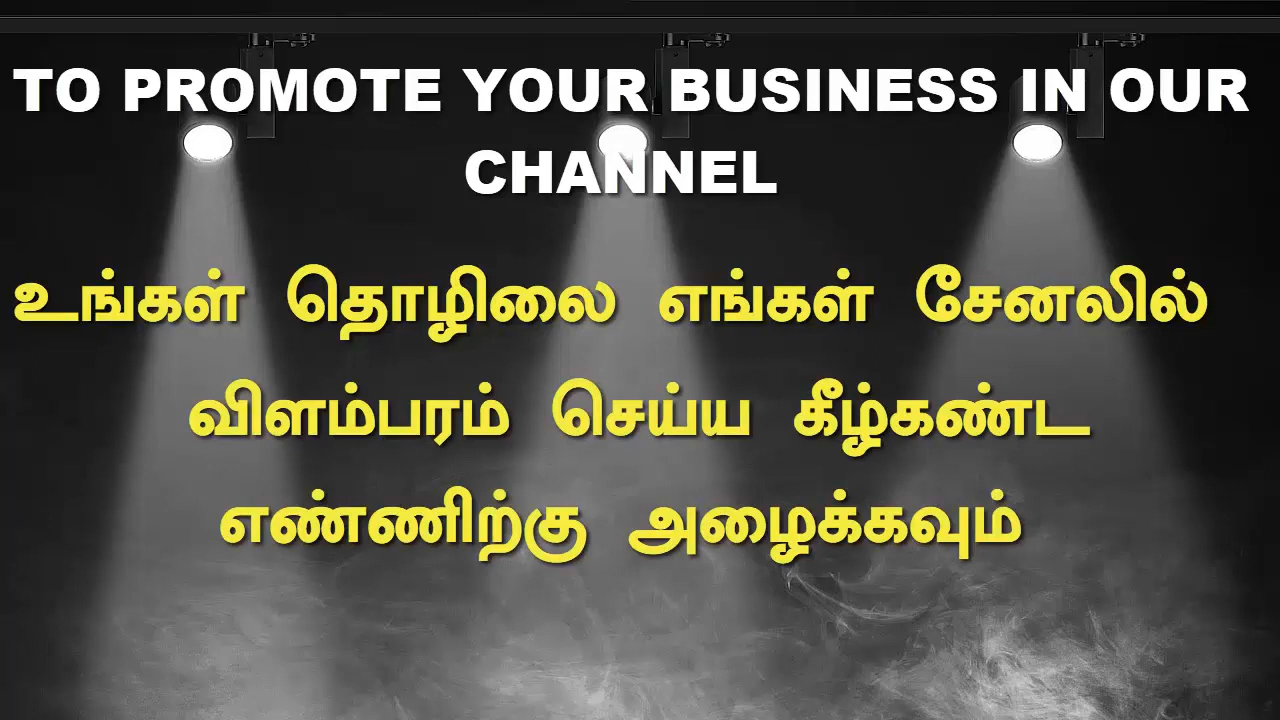 TO PROMOTE YOUR BUSINESS IN OUR
CHANNEL
உங்கள் தொழிலை எங்கள் சேனலில்
விளம்பரம் செய்ய கீழ்கண்ட
எண்ணிற்கு அழைக்கவும்